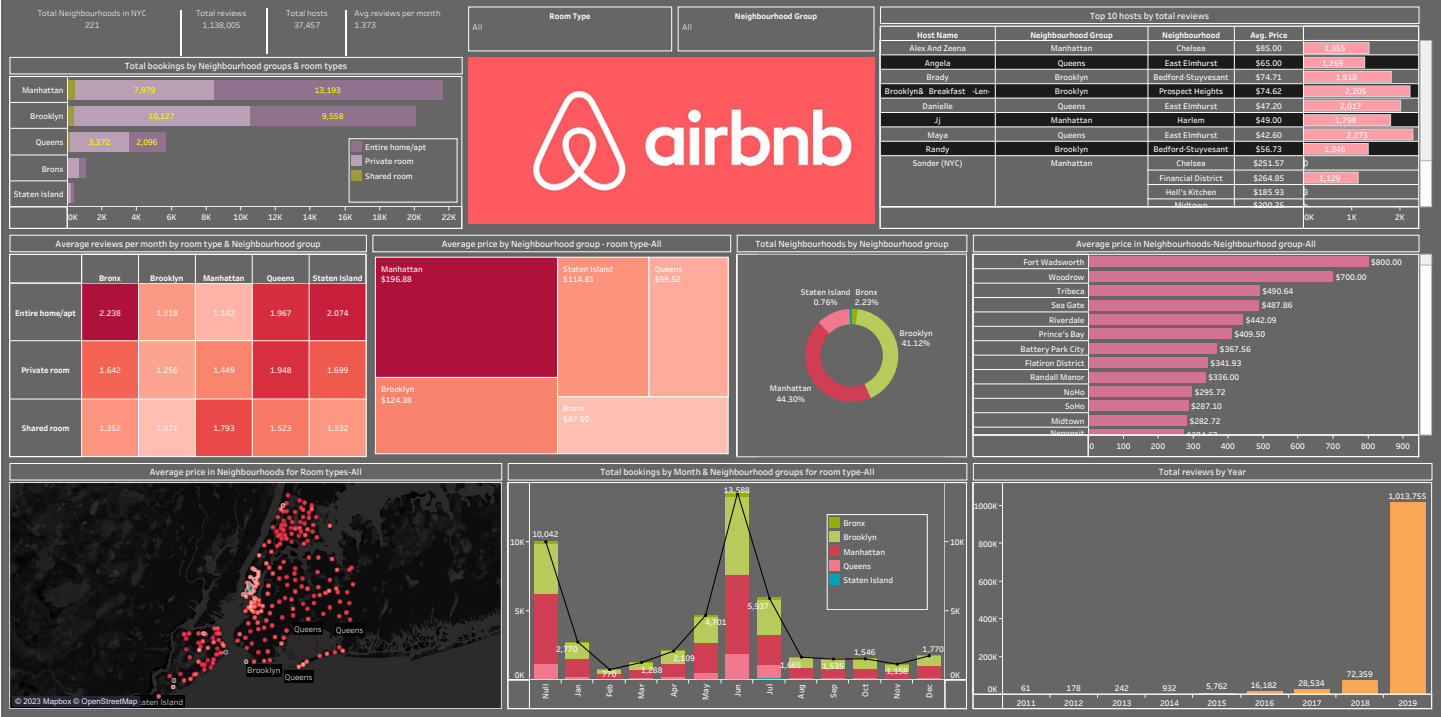 Total Neighbourhoods in NYC
221
Total reviews
1,138,005
Total hosts
37,457
Avg.reviews per month
1.373
Room Type
All
Neighbourhood Group
All
Total bookings by Neighbourhood groups & room types
Manhattan 7,979 13,193
Brooklyn 10,127 9,558
Queens 3,372 2,096
Bronx
Staten Island
Entire home/apt
Private room
Shared room
0K 2K 4K 6K 8K 10K 12K 14K 16K 18K 20K 22K
airbnb
Top 10 hosts by total reviews
Host Name Neighbourhood Group Neighbourhood Avg. Price
Alex And Zeena Manhattan Chelsea $85.00 1,355
Angela Queens East Elmhurst $65.00 1,269
Brady Brooklyn Bedford-Stuyvesant $74.71 1,818
Brooklyn& Breakfast -Len- Brooklyn Prospect Heights $74.62 2,205
Danielle Queens East Elmhurst $47.20 2,017
Jj Manhattan Harlem $49.00 1,798
Maya Queens East Elmhurst $42.60 2,273
Randy Brooklyn Bedford-Stuyvesant $56.73 1,346
Sonder (NYC) Manhattan Chelsea $251.57 0
Financial District $264.85 1,129
Hell's Kitchen $185.93 3
Midtown $200.25
0K 1K 2K
Average reviews per month by room type & Neighbourhood group
Bronx Brooklyn Manhattan Queens Staten Island
Entire home/apt 2.238 1.318 1.142 1.967 2.074
Private room 1.642 1.256 1.449 1.948 1.699
Shared room 1.352 1.071 1.793 1.523 1.332
Average price by Neighbourhood group - room type-All
Manhattan
$196.88
Staten Island
$114.81
Queens
$99.52
Brooklyn
$124.38
Bronx
$87.50
Total Neighbourhoods by Neighbourhood group
Staten Island
0.76%
Bronx
2.23%
Brooklyn
41.12%
Manhattan
44.30%
Average price in Neighbourhoods-Neighbourhood group-All
Fort Wadsworth $800.00
Woodrow $700.00
Tribeca $490.64
Sea Gate $487.86
Riverdale $442.09
Prince's Bay $409.50
Battery Park City $367.56
Flatiron District $341.93
Randall Manor $336.00
NoHo $295.72
SoHo $287.10
Midtown $282.72
Neponsit $274.67
0 100 200 300 400 500 600 700 800 900
Average price in Neighbourhoods for Room types-All
Queens
Queens
Brooklyn
Queens
© 2023 Mapbox © OpenStreetMap
aten Island
Total bookings by Month & Neighbourhood groups for room type-All
13,588
10,042
5,937
4,701
2,770
2,109
1,288
770
1,665
1,535
1,546
1,158
1,770
10K
5K
0K
10K
5K
0K
Bronx
Brooklyn
Manhattan
Queens
Staten Island
Null Jan Feb Mar Apr May Jun Jul Aug Sep Oct Nov Dec
Total reviews by Year
1000K
800K
600K
400K
200K
0K
61 178 242 932 5,762 16,182 28,534 72,359 1,013,755
2011 2012 2013 2014 2015 2016 2017 2018 2019